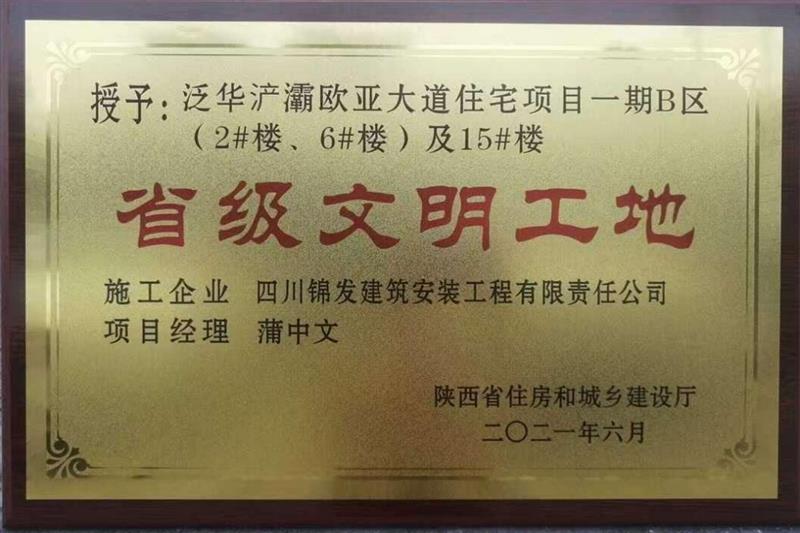 授予：泛华浐灞欧亚大道住宅项目一期B区
（2#楼、6#楼）及15#楼
省级文明工地
施工企业 四川锦发建筑安装工程有限责任公司
项目经理 蒲中文
陕西省住房和城乡建设厅
二〇二一年六月